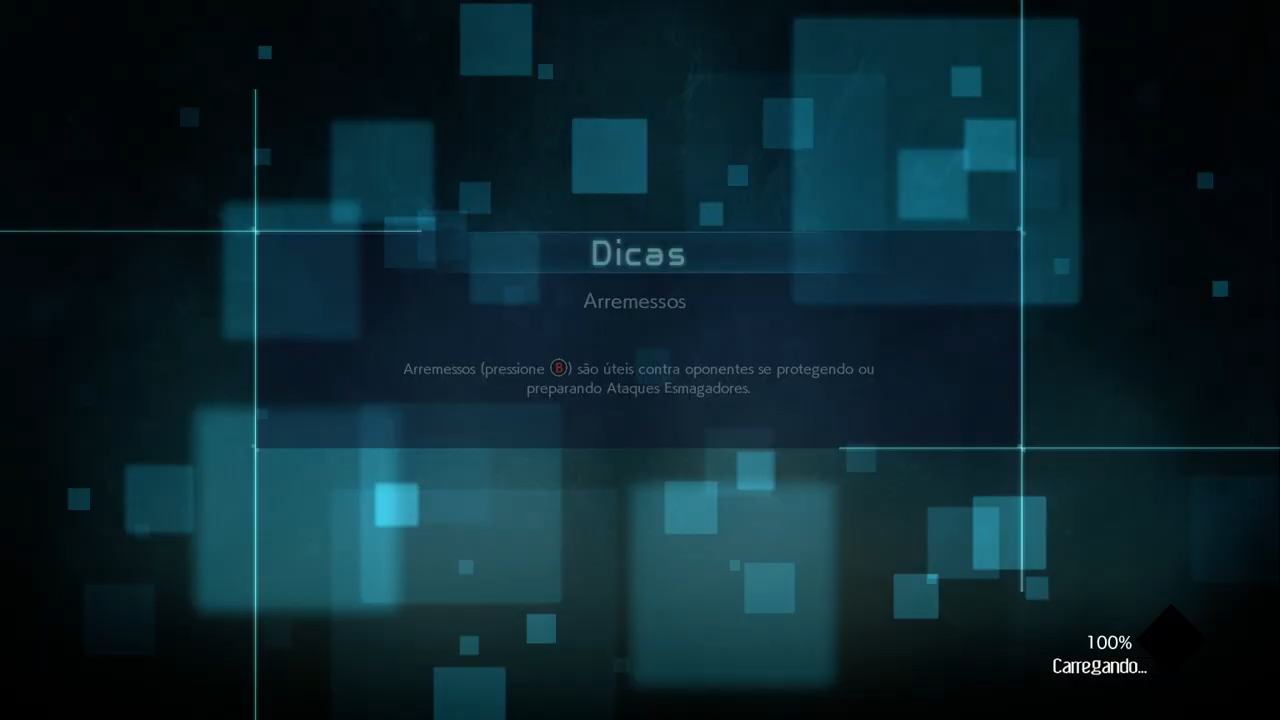 Dicas
Arremessos
Arremessos (pressione B) são úteis contra oponentes se protegendo ou
preparando Ataques Esmagadores.
100%
Carregando...